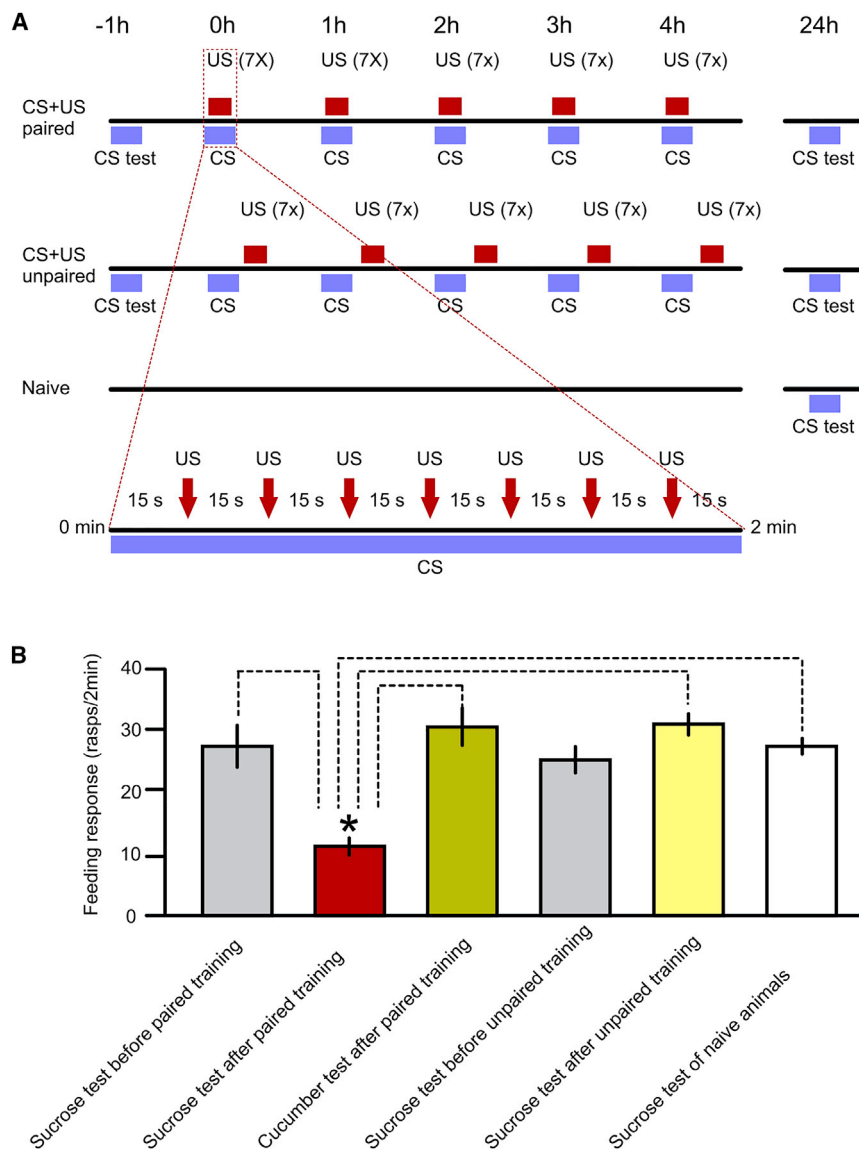 A
-1h 0h 1h 2h 3h 4h 24h
US (7X) US (7X) US (7x) US (7x) US (7x)
CS+US
paired
CS test CS CS CS CS CS CS test
US (7x) US (7x) US (7x) US (7x) US (7x)
CS+US
unpaired
CS test CS CS CS CS CS CS test
Naive
CS test
US US US US US US US
15 s 15 s 15 s 15 s 15 s 15 s 15 s 15 s
0 min 2 min
CS
B
Feeding response (rasps/2min)
40
30
20
10
0
*
Sucrose test before paired training
Sucrose test after paired training
Cucumber test after paired training
Sucrose test before unpaired training
Sucrose test after unpaired training
Sucrose test of naive animals